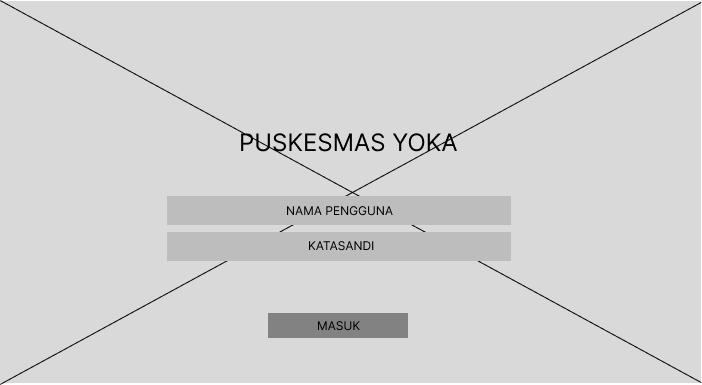 PUSKESMAS YOKA
NAMA PENGGUNA
KATASANDI
MASUK